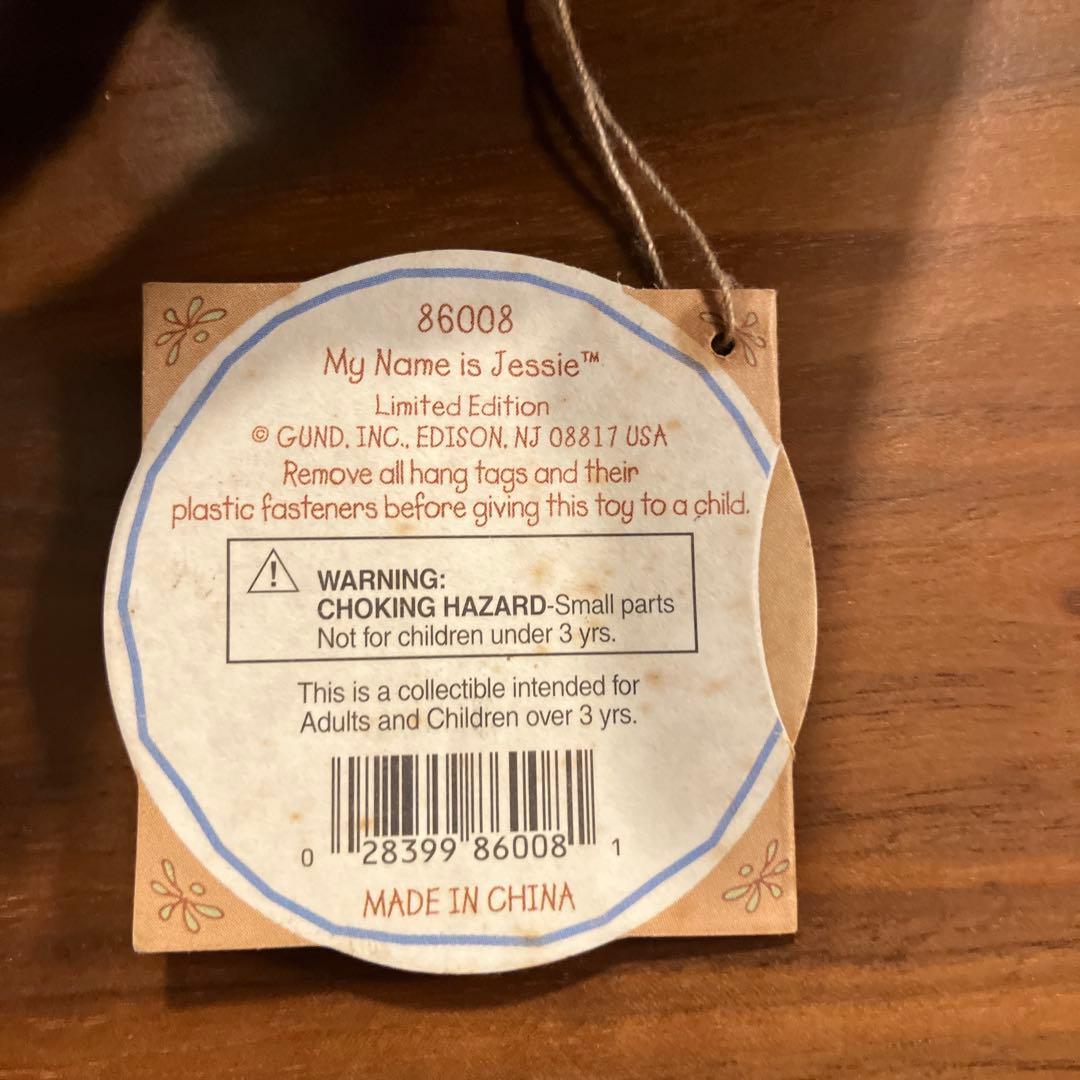 86008
My Name is Jessie™
Limited Edition
© GUND, INC., EDISON, NJ 08817 USA
Remove all hang tags and their
plastic fasteners before giving this toy to a child.
WARNING:
CHOKING HAZARD-Small parts
Not for children under 3 yrs.
This is a collectible intended for
Adults and Children over 3 yrs.
0 28399 86008 1
MADE IN CHINA